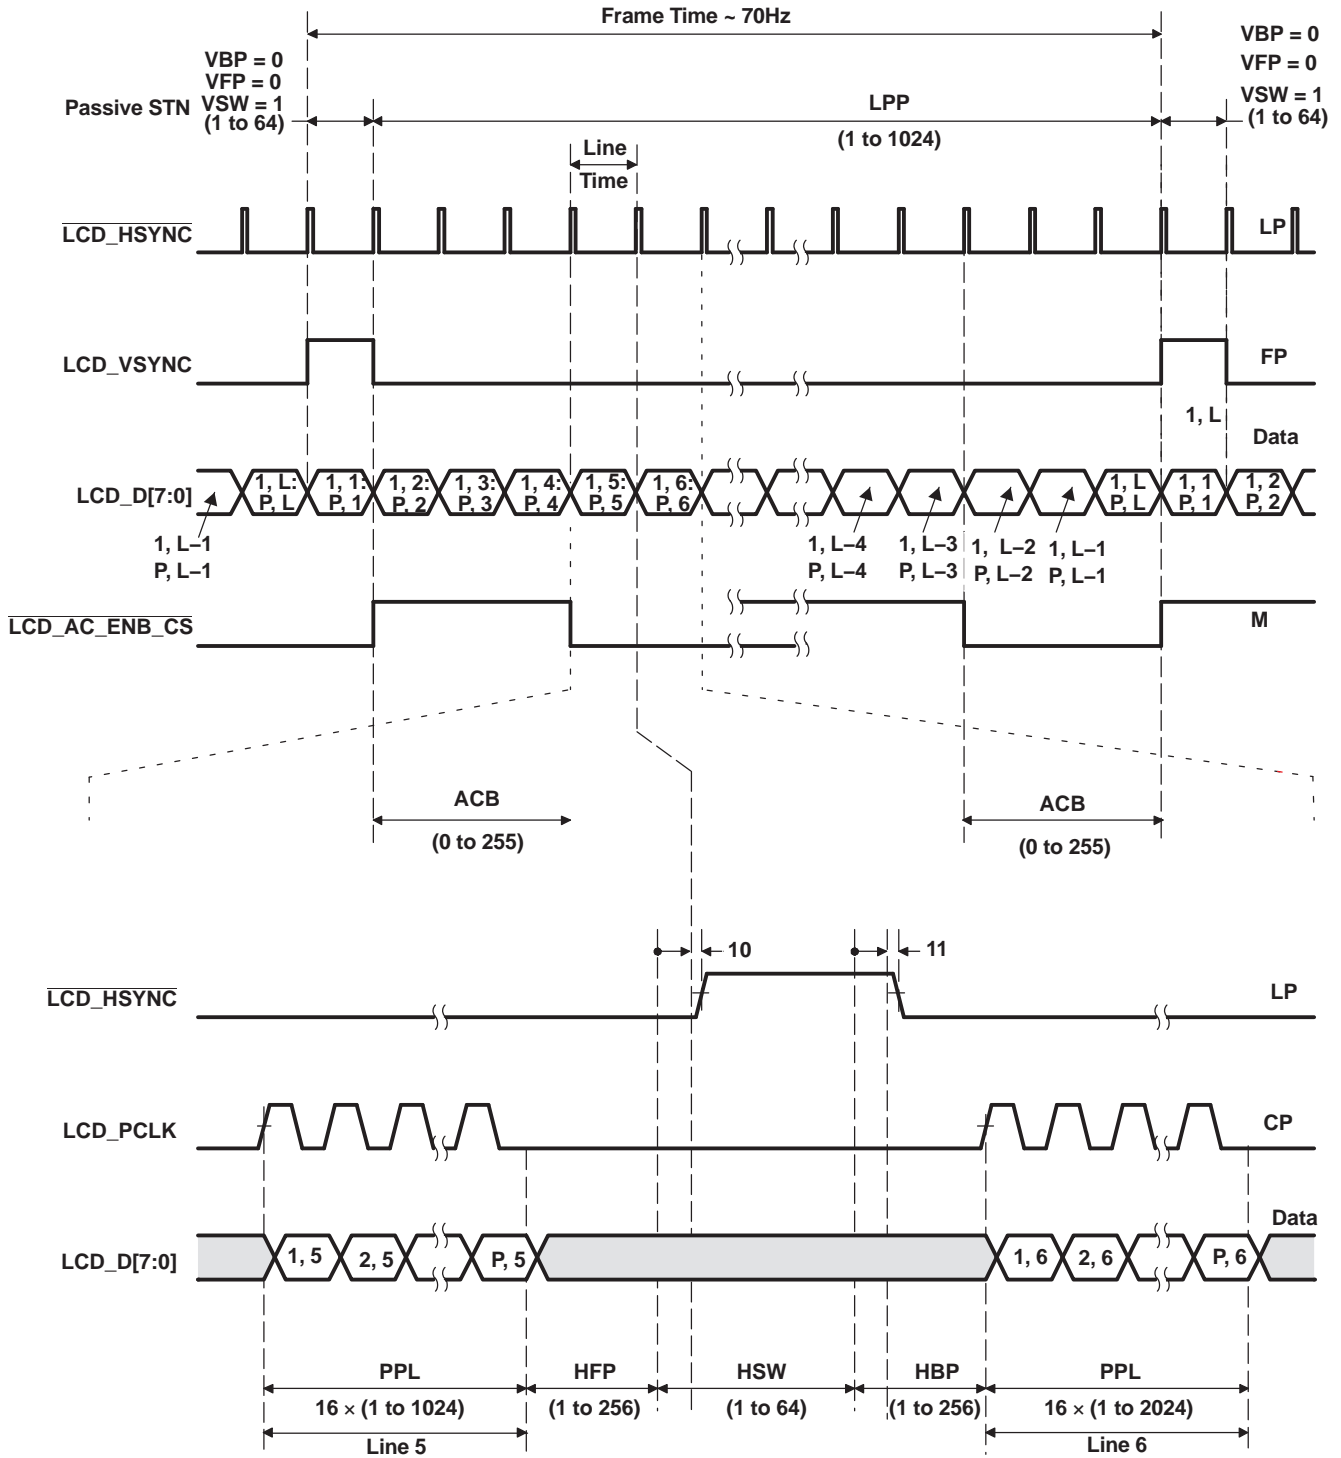 Frame Time ~ 70Hz
VBP = 0
VFP = 0
VSW = 1
(1 to 64)
VBP = 0
VFP = 0
VSW = 1
(1 to 64)
Passive STN
LPP
(1 to 1024)
Line
Time
LCD_HSYNC
LP
LCD_VSYNC
FP
1, L
Data
LCD_D[7:0]
1, L:
P, L
1, 1:
P, 1
1, 2:
P, 2
1, 3:
P, 3
1, 4:
P, 4
1, 5:
P, 5
1, 6:
P, 6
1, L
P, L
1, 1
P, 1
1, 2
P, 2
1, L–1
P, L–1
1, L–4
P, L–4
1, L–3
P, L–3
1, L–2
P, L–2
1, L–1
P, L–1
LCD_AC_ENB_CS
M
ACB
(0 to 255)
ACB
(0 to 255)
10
11
LCD_HSYNC
LP
LCD_PCLK
CP
Data
LCD_D[7:0]
1, 5
2, 5
P, 5
1, 6
2, 6
P, 6
PPL
HFP
HSW
HBP
PPL
16 × (1 to 1024)
(1 to 256)
(1 to 64)
(1 to 256)
16 × (1 to 2024)
Line 5
Line 6